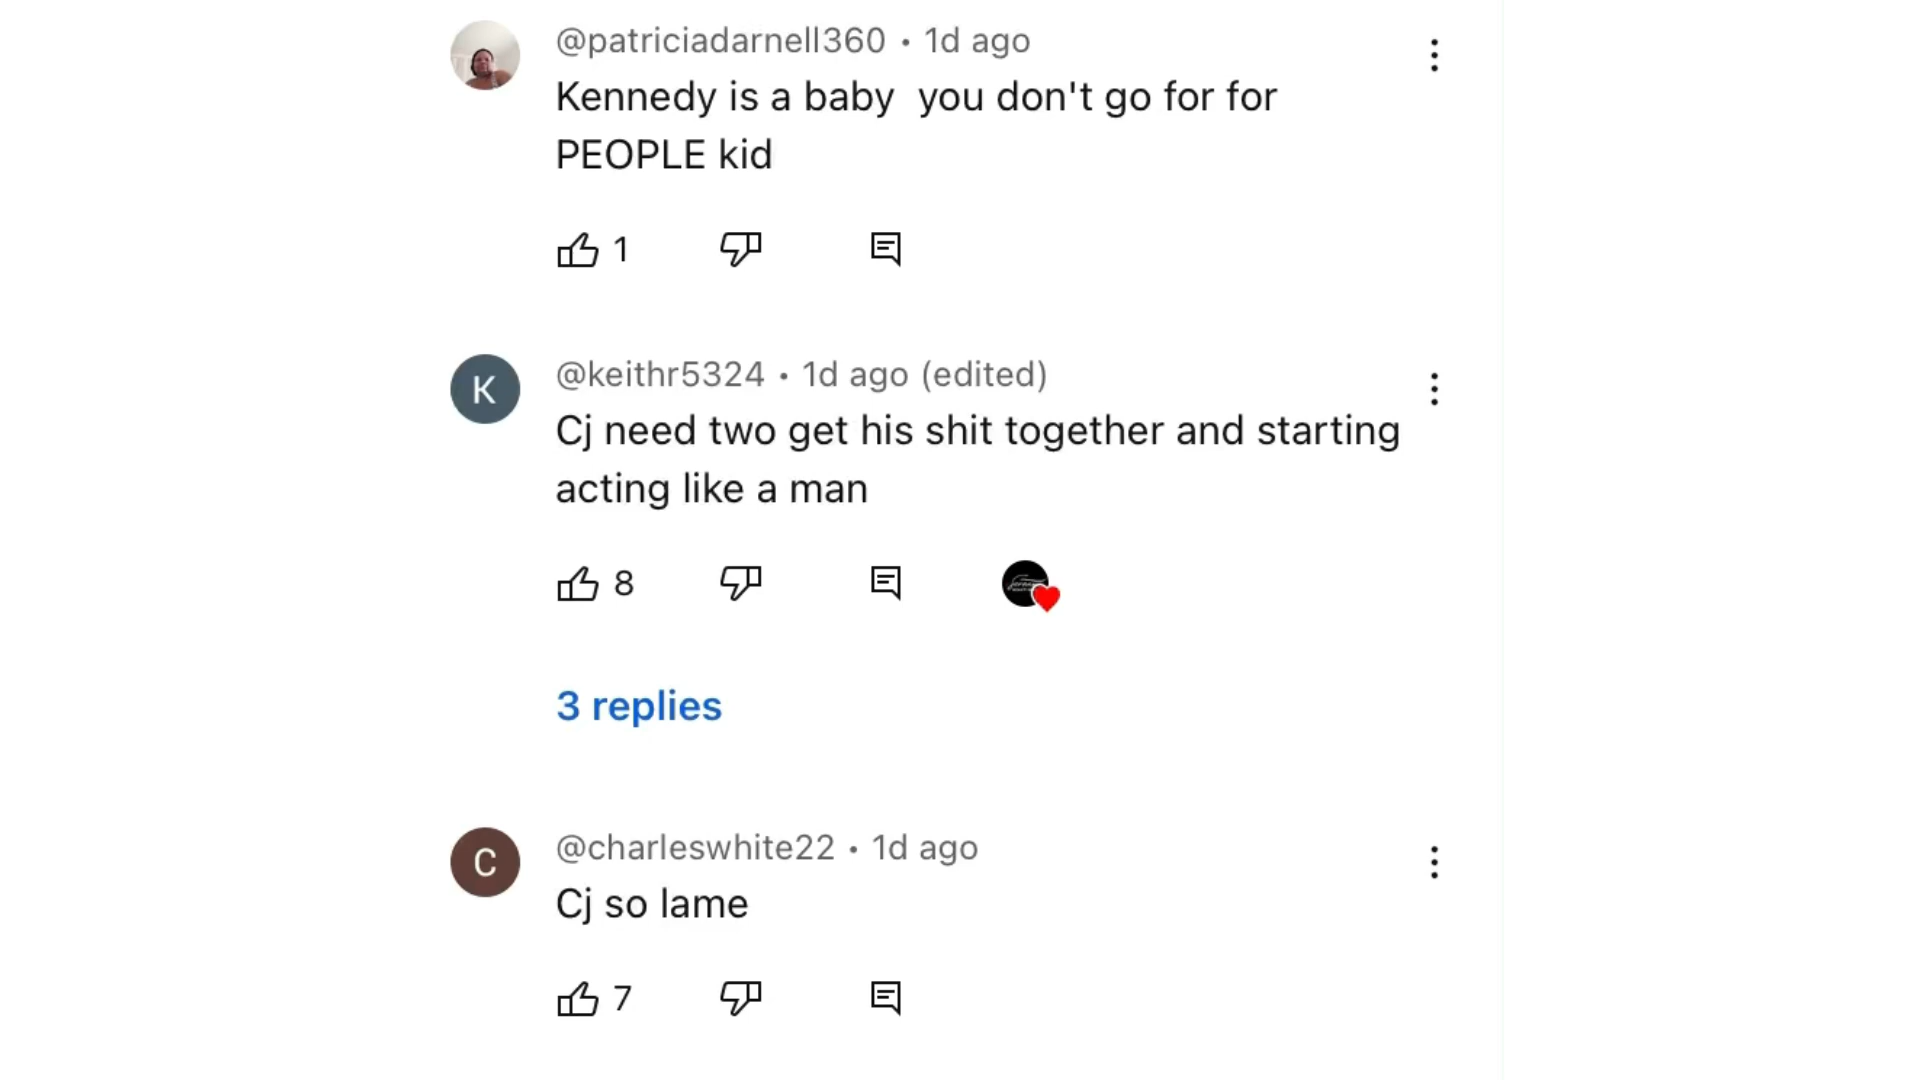 @patriciadarnell360 • 1d ago
Kennedy is a baby  you don't go for for
PEOPLE kid
1
K
@keithr5324 • 1d ago (edited)
Cj need two get his shit together and starting
acting like a man
8
3 replies
C
@charleswhite22 • 1d ago
Cj so lame
7